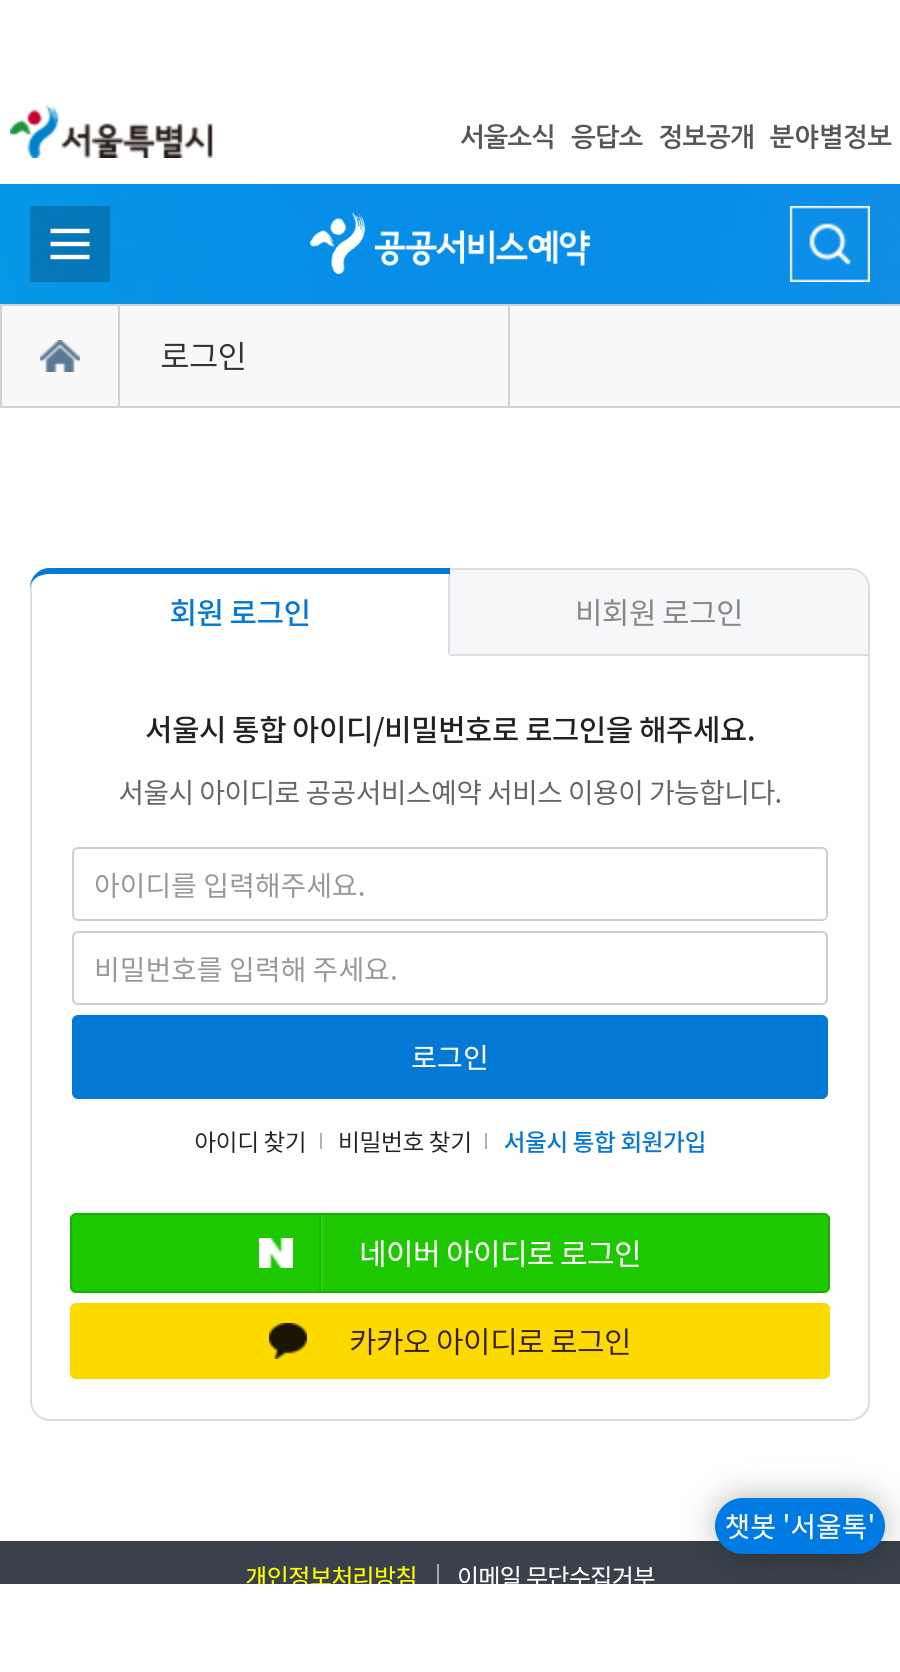 서울특별시
서울소식 응답소 정보공개 분야별정보
공공서비스예약
로그인
회원 로그인
비회원 로그인
서울시 통합 아이디/비밀번호로 로그인을 해주세요.
서울시 아이디로 공공서비스예약 서비스 이용이 가능합니다.
아이디를 입력해주세요.
비밀번호를 입력해 주세요.
로그인
아이디 찾기 | 비밀번호 찾기 | 서울시 통합 회원가입
N 네이버 아이디로 로그인
카카오 아이디로 로그인
챗봇 '서울톡'
개인정보처리방침 | 이메일 무단수집거부